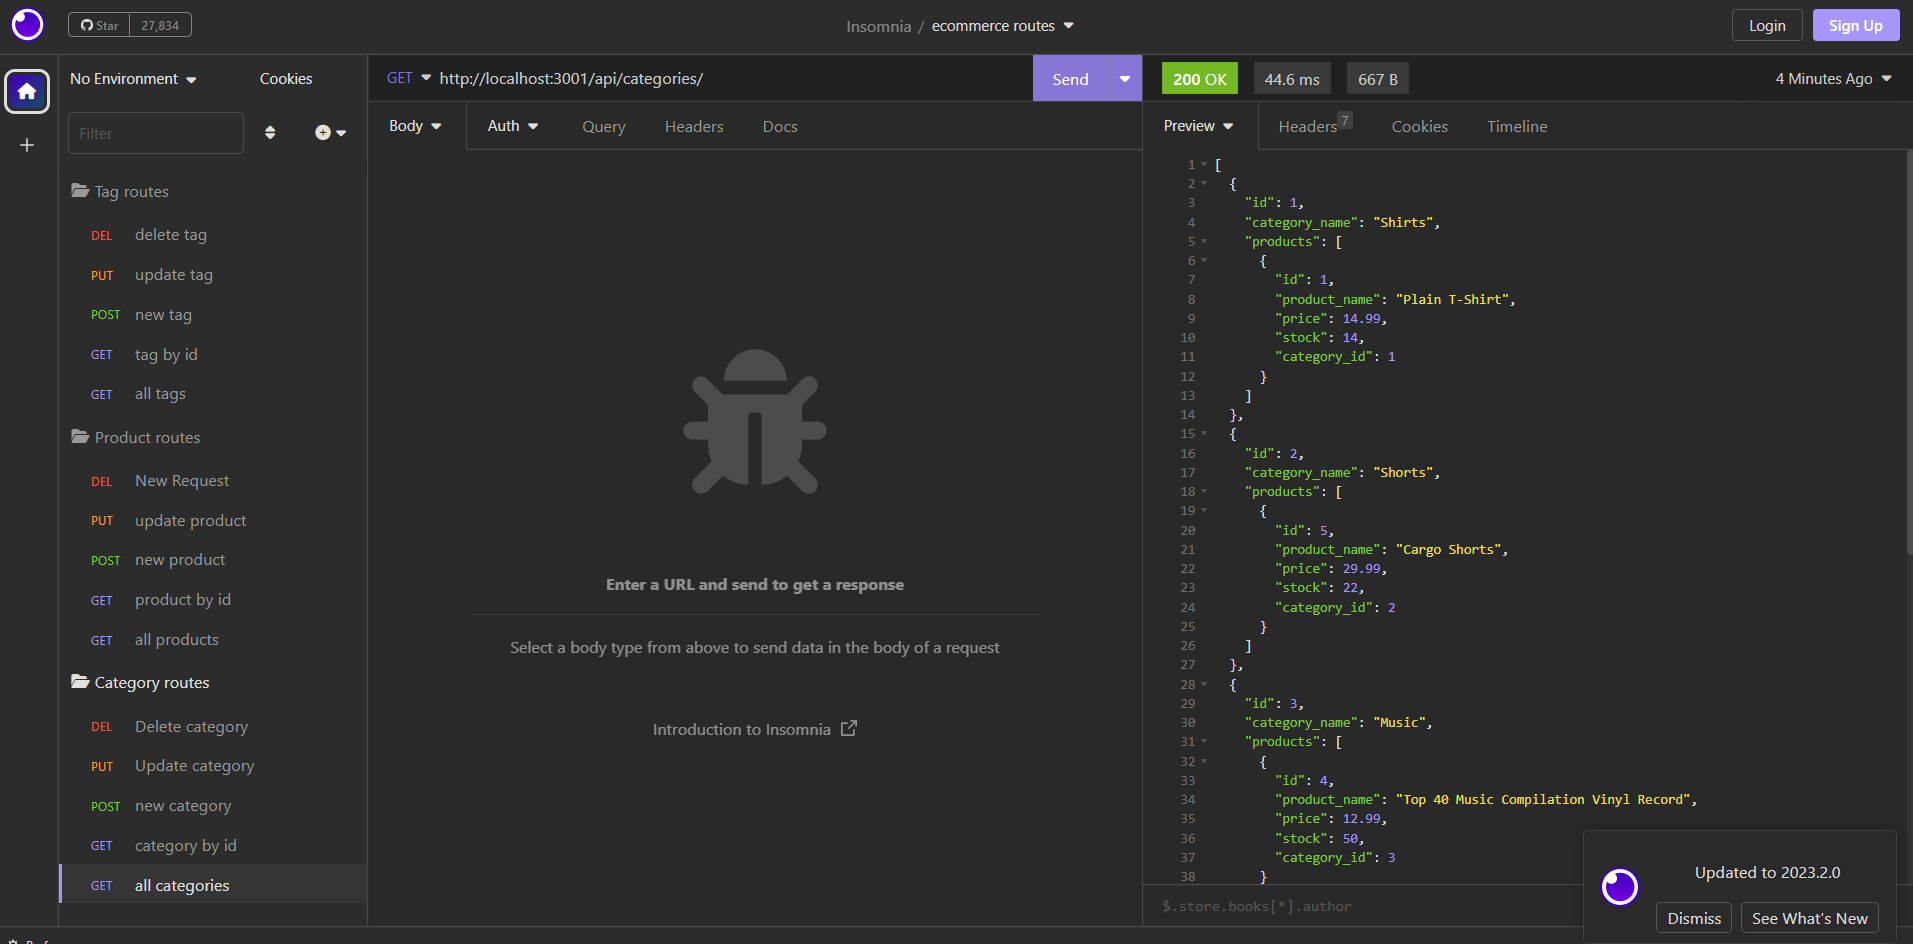 Star 27,834
Insomnia / ecommerce routes
Login Sign Up
No Environment Cookies
Filter
Tag routes
DEL delete tag
PUT update tag
POST new tag
GET tag by id
GET all tags
Product routes
DEL New Request
PUT update product
POST new product
GET product by id
GET all products
Category routes
DEL Delete category
PUT Update category
POST new category
GET category by id
GET all categories
GET http://localhost:3001/api/categories/ Send
Body Auth Query Headers Docs
Enter a URL and send to get a response
Select a body type from above to send data in the body of a request
Introduction to Insomnia
200 OK 44.6 ms 667 B 4 Minutes Ago
Preview Headers 7 Cookies Timeline
1 [
2 {
3 "id": 1,
4 "category_name": "Shirts",
5 "products": [
6 {
7 "id": 1,
8 "product_name": "Plain T-Shirt",
9 "price": 14.99,
10 "stock": 14,
11 "category_id": 1
12 }
13 ]
14 },
15 {
16 "id": 2,
17 "category_name": "Shorts",
18 "products": [
19 {
20 "id": 5,
21 "product_name": "Cargo Shorts",
22 "price": 29.99,
23 "stock": 22,
24 "category_id": 2
25 }
26 ]
27 },
28 {
29 "id": 3,
30 "category_name": "Music",
31 "products": [
32 {
33 "id": 4,
34 "product_name": "Top 40 Music Compilation Vinyl Record",
35 "price": 12.99,
36 "stock": 50,
37 "category_id": 3
38 }
$.store.books[*].author
Updated to 2023.2.0
Dismiss See What's New